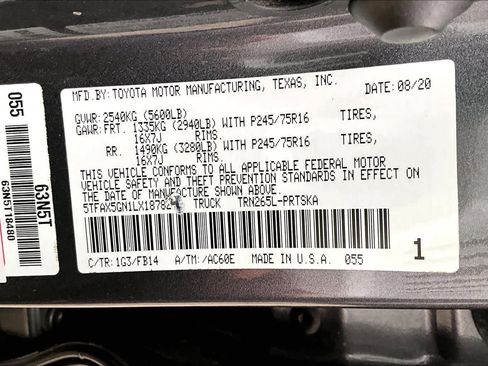 MFD.BY: TOYOTA MOTOR MANUFACTURING, TEXAS, INC. DATE: 08/20
GVWR: 2540KG (5600LB)
GAWR: FRT. 1335KG (2940LB) WITH P245/75R16 TIRES,
16X7J RIMS.
RR. 1490KG (3280LB) WITH P245/75R16 TIRES,
16X7J RIMS.
THIS VEHICLE CONFORMS TO ALL APPLICABLE FEDERAL MOTOR
VEHICLE SAFETY AND THEFT PREVENTION STANDARDS IN EFFECT ON
THE DATE OF MANUFACTURE SHOWN ABOVE.
TRUCK TRN265L-PRTSKA
C/TR: 1G3/FB14 A/TM: /AC60E MADE IN U.S.A. 055
1
055
63N5T
63N5T18480